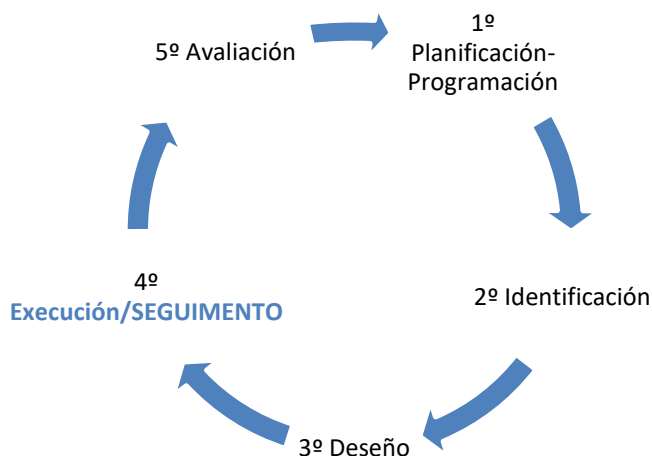 1º
Planificación-
Programación
2º Identificación
3º Deseño
4º
Execución/SEGUIMENTO
5º Avaliación